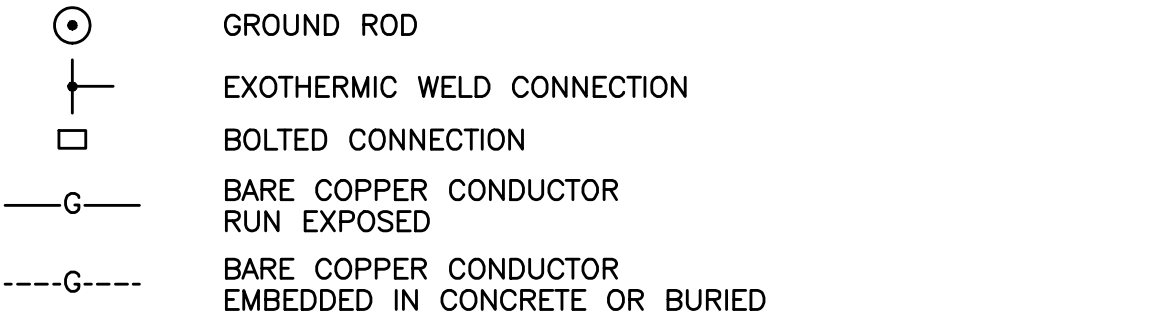 GROUND ROD
EXOTHERMIC WELD CONNECTION
BOLTED CONNECTION
G
BARE COPPER CONDUCTOR
RUN EXPOSED
G
BARE COPPER CONDUCTOR
EMBEDDED IN CONCRETE OR BURIED